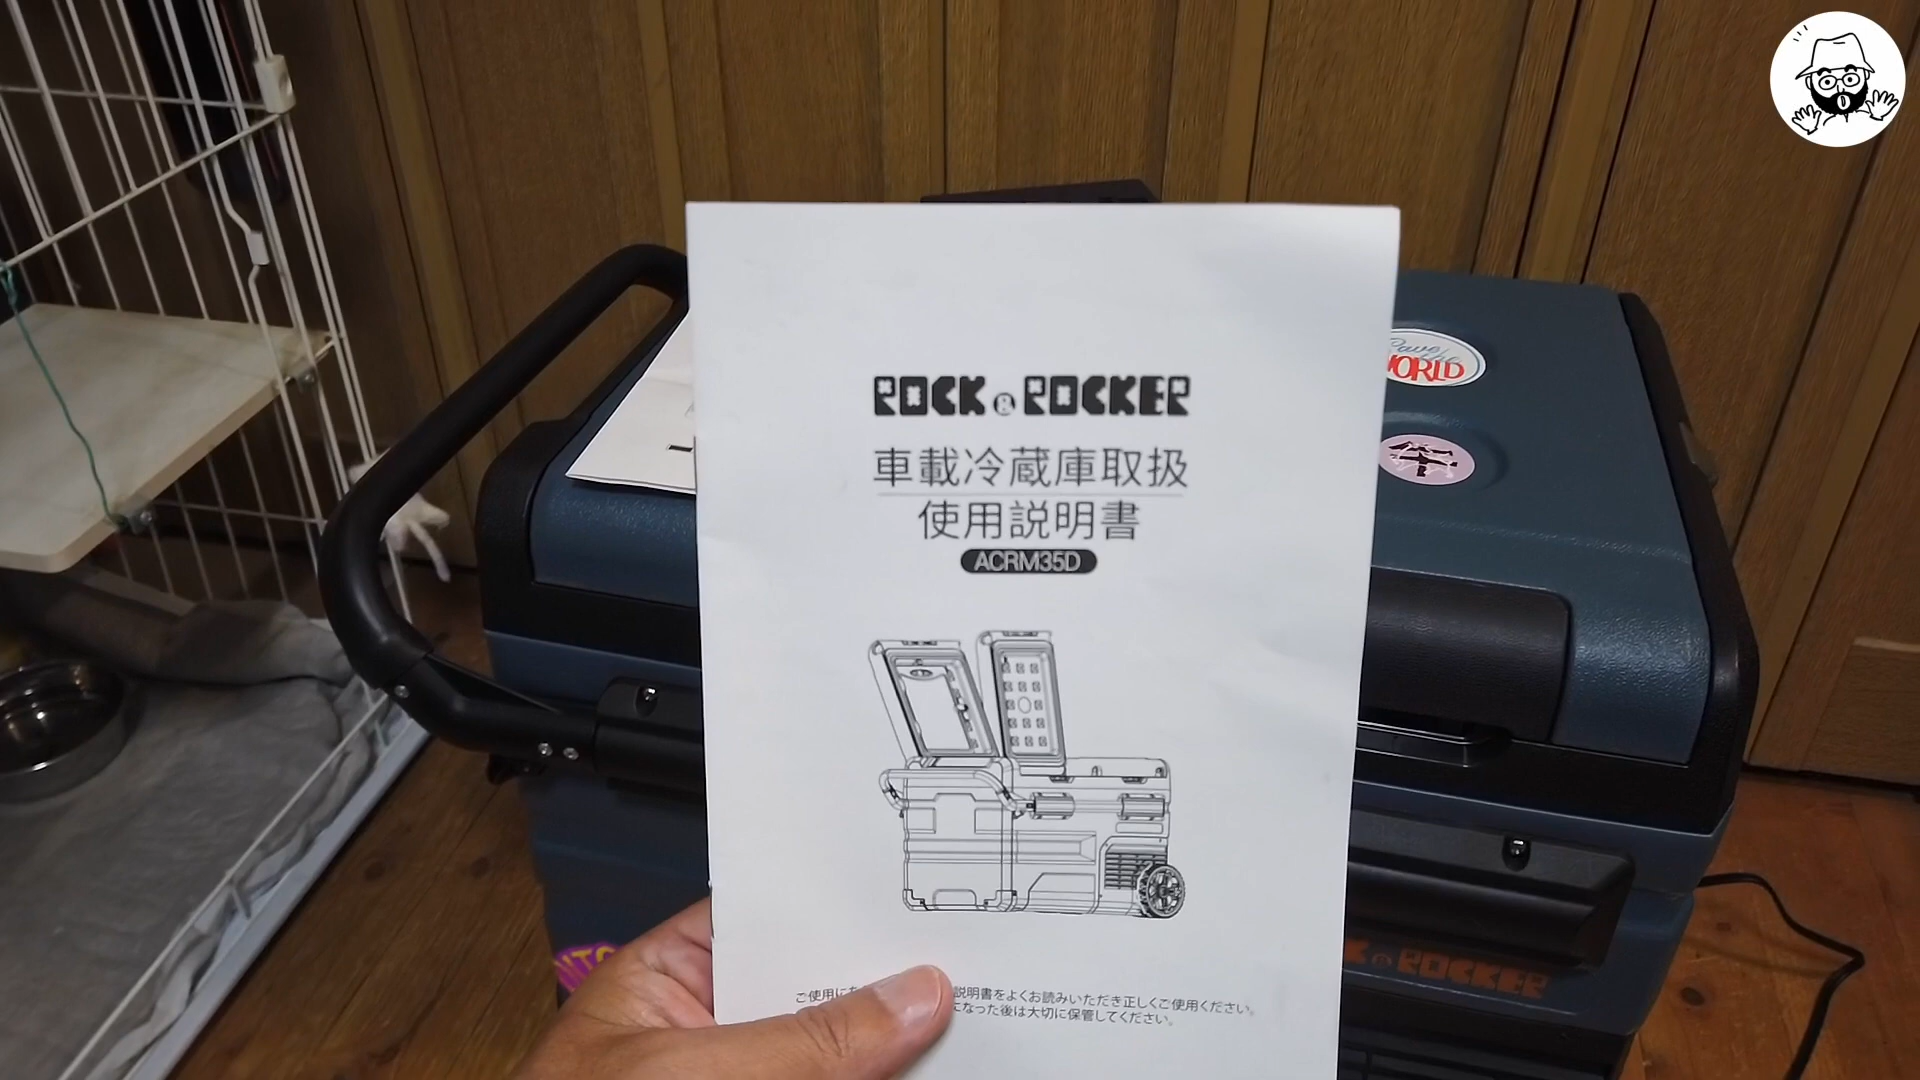 Save the
WORLD
ROCK & ROCKER
車載冷蔵庫取扱
使用説明書
ACRM35D
ご使用に
説明書をよくお読みいただき正しくご使用ください。
になった後は大切に保管してください。
& ROCKER